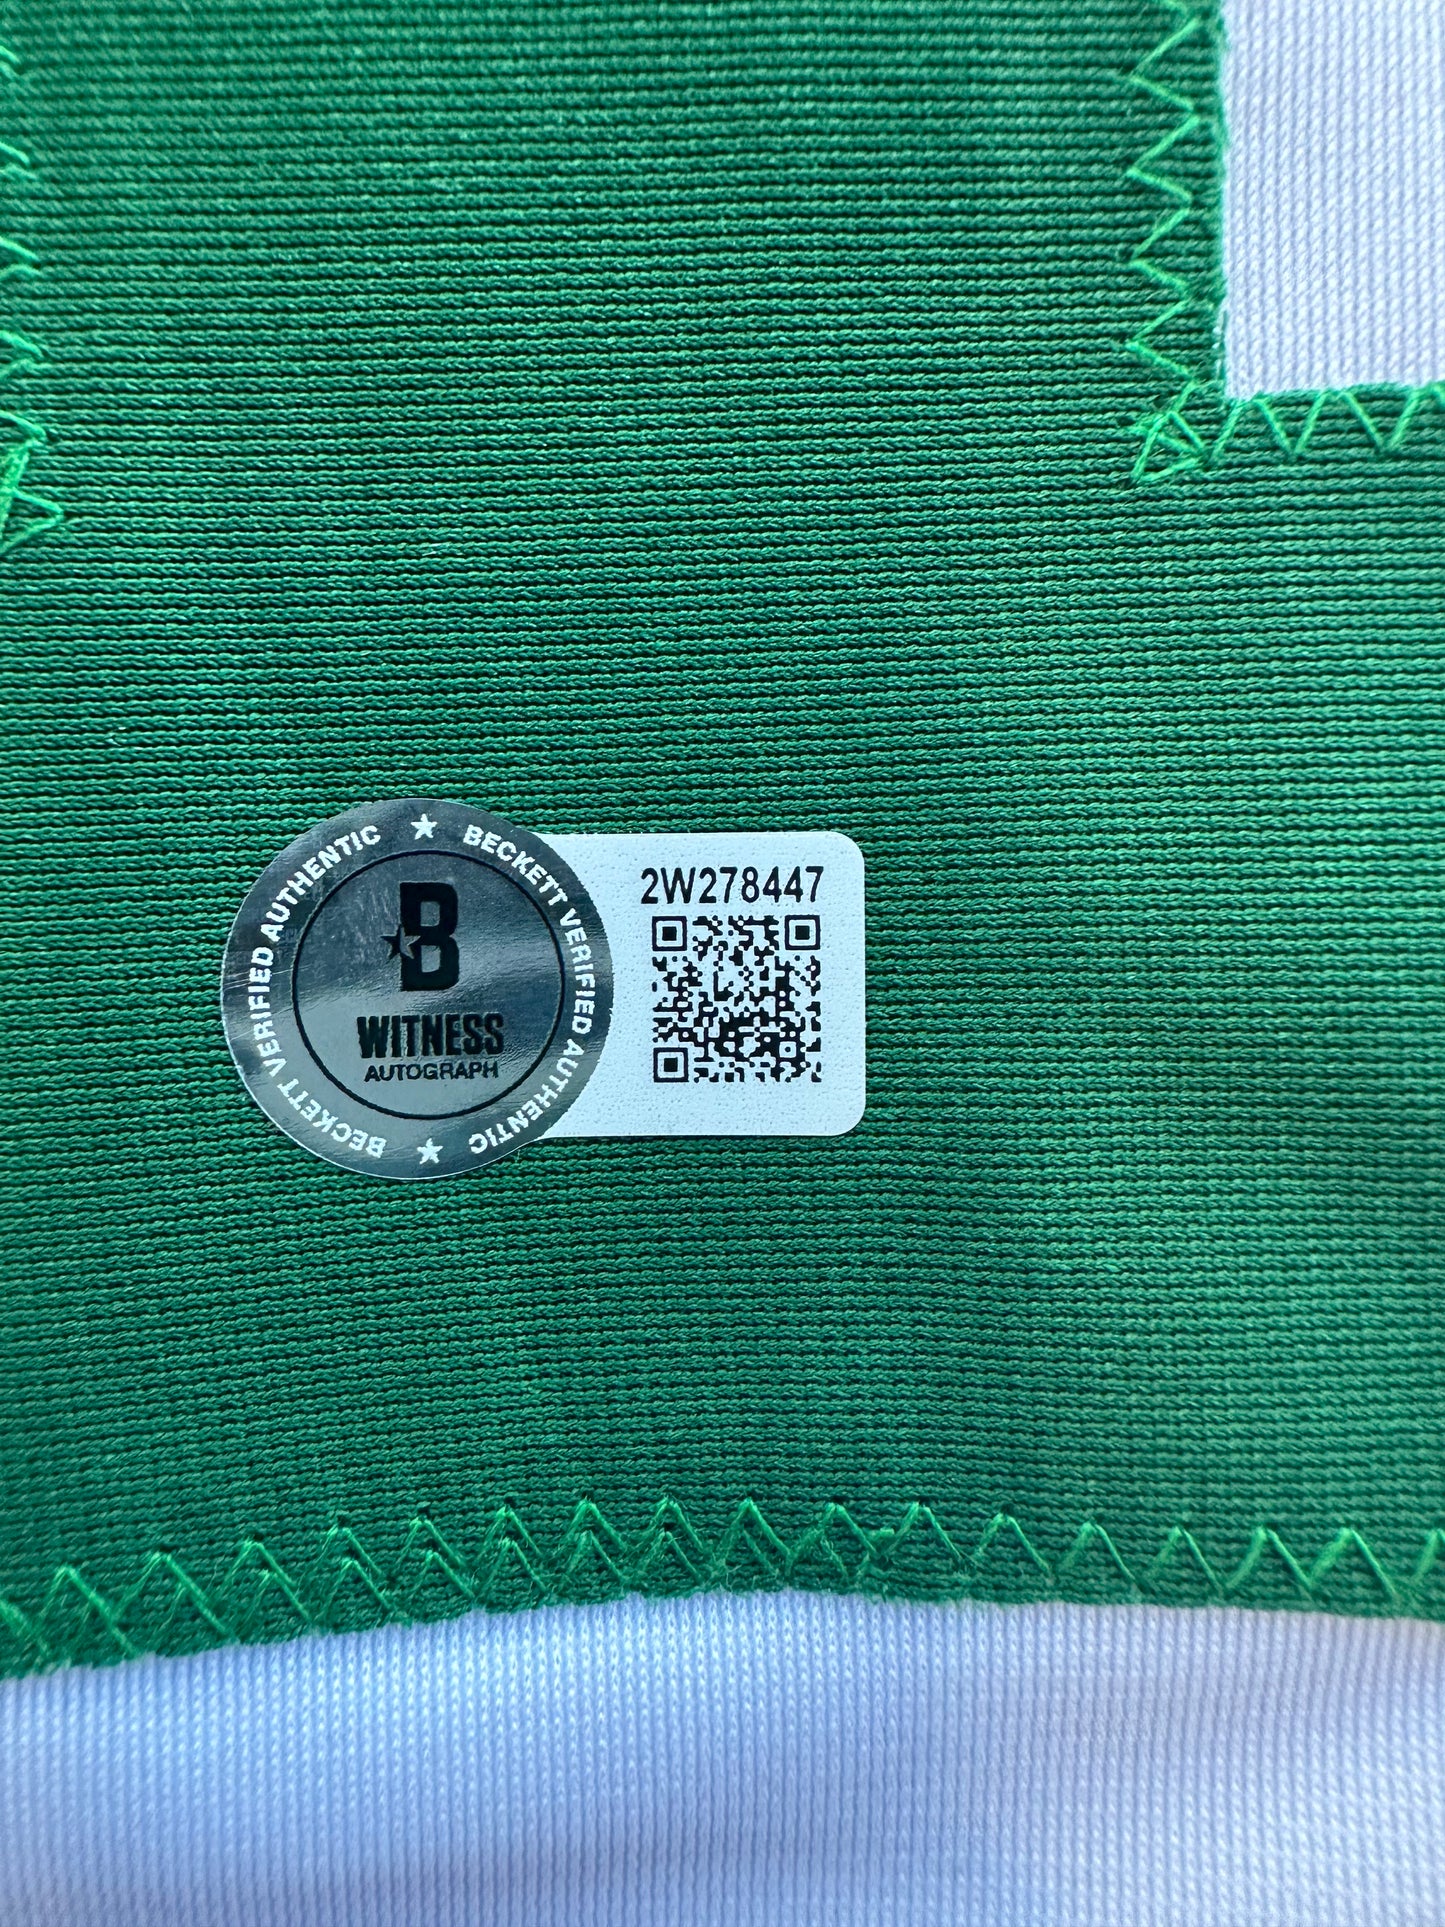 BECKETT VERIFIED AUTHENTIC ★ BECKETT VERIFIED AUTHENTIC ★
B
WITNESS
AUTOGRAPH
2W278447